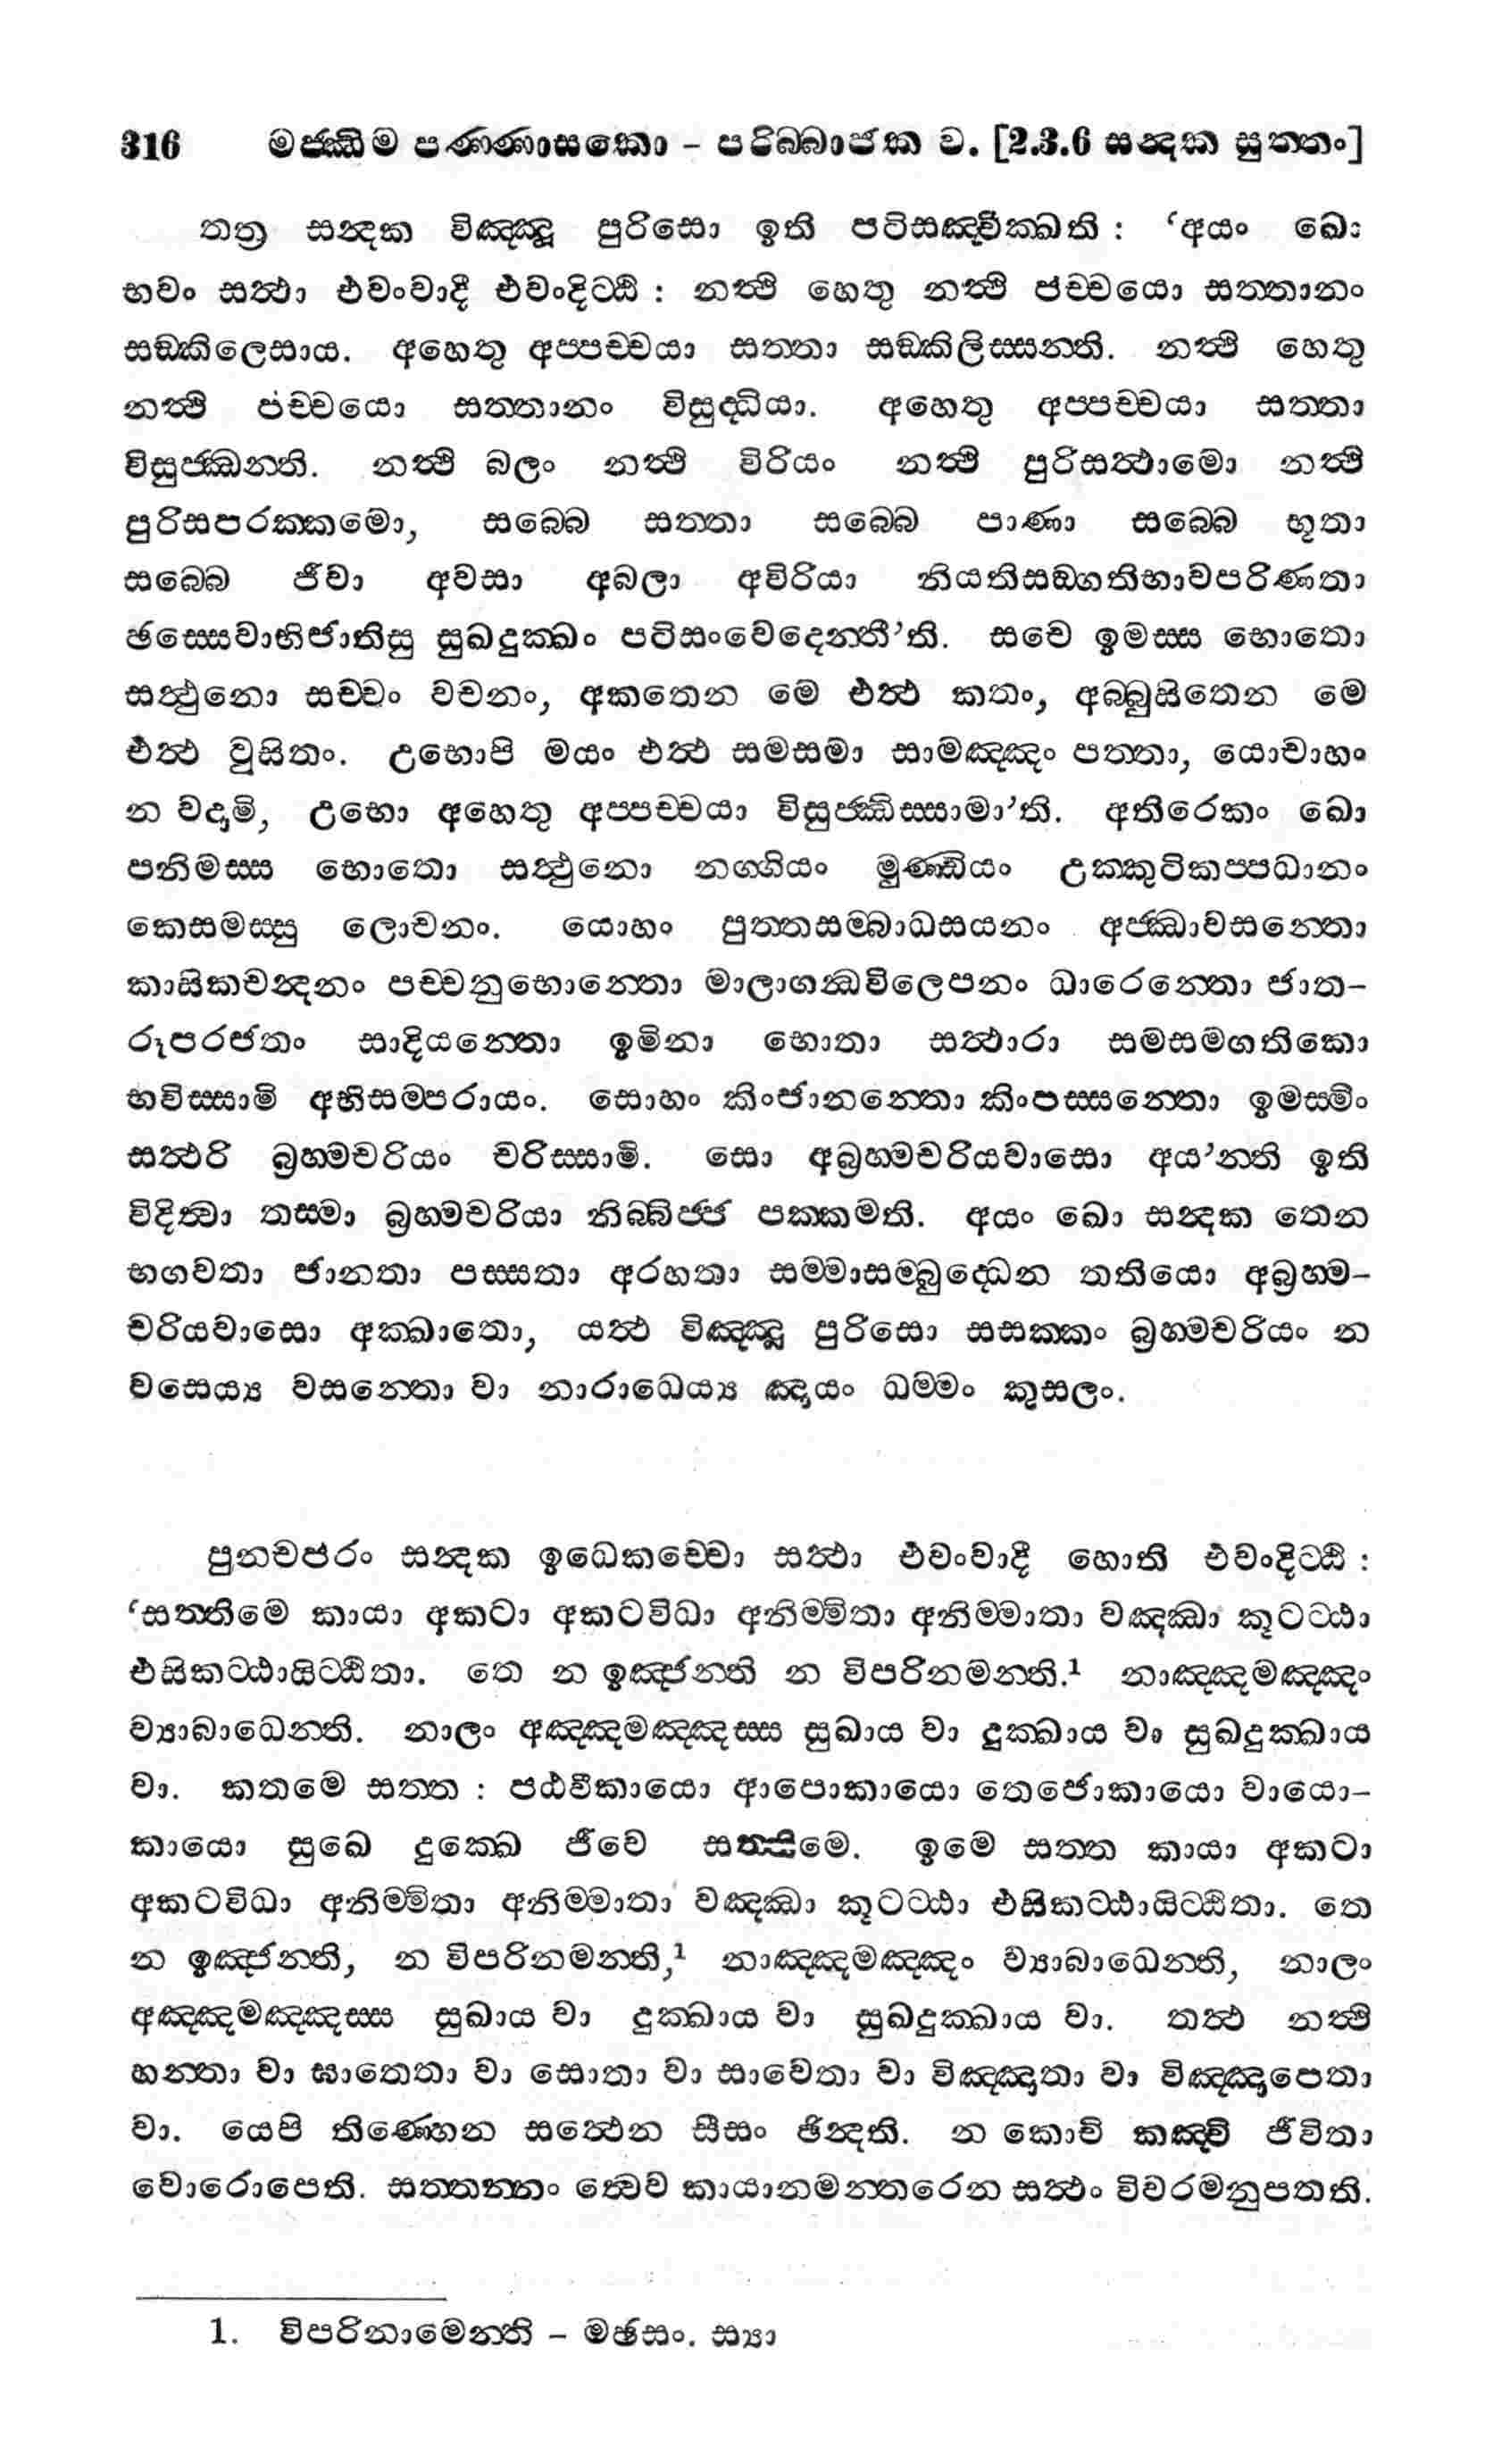 316 මජ්ඣිම පණ්ණාසකො – පරිබ්බාජක ව. [2.3.6 සන්දක සුත්තං]
තත්‍ර සන්දක විඤ්ඤූ පුරිසො ඉති පටිසඤ්චික්ඛති : ‘අයං ඛො
භවං සත්ථා එවංවාදී එවංදිට්ඨි : නත්ථි හෙතු නත්ථි පච්චයො සත්තානං
සඞ්කිලෙසාය. අහෙතු අප්පච්චයා සත්තා සඞ්කිලිස්සන්ති. නත්ථි හෙතු
නත්ථි පච්චයො සත්තානං විසුද්ධියා. අහෙතු අප්පච්චයා සත්තා
විසුජ්ඣන්ති. නත්ථි බලං නත්ථි විරියං නත්ථි පුරිසත්ථාමො නත්ථි
පුරිසපරක්කමො, සබ්බෙ සත්තා සබ්බෙ පාණා සබ්බෙ භූතා
සබ්බෙ ජීවා අවසා අබලා අවිරියා නියතිසඞ්ගතිභාවපරිණතා
ඡස්සෙවාභිජාතිසු සුඛදුක්ඛං පටිසංවෙදෙන්තී’ති. සචෙ ඉමස්ස භොතො
සත්ථුනො සච්චං වචනං, අකතෙන මෙ එත්ථ කතං, අබ්බුසිතෙන මෙ
එත්ථ වුසිතං. උභොපි මයං එත්ථ සමසමා සාමඤ්ඤං පත්තා, යොචාහං
න වදාමි, උභො අහෙතු අප්පච්චයා විසුජ්ඣිස්සාමා’ති. අතිරෙකං ඛො
පනිමස්ස භොතො සත්ථුනො නග්ගියං මුණ්ඩියං උක්කුටිකප්පධානං
කෙසමස්සු ලොචනං. යොහං පුත්තසම්බාධසයනං අජ්ඣාවසන්තො
කාසිකචන්දනං පච්චනුභොන්තො මාලාගන්ධවිලෙපනං ධාරෙන්තො ජාත–
රූපරජතං සාදියන්තො ඉමිනා භොතා සත්ථාරා සමසමගතිකො
භවිස්සාමි අභිසම්පරායං. සොහං කිංජානන්තො කිංපස්සන්තො ඉමස්මිං
සත්ථරි බ්‍රහ්මචරියං චරිස්සාමි. සො අබ්‍රහ්මචරියවාසො අය’න්ති ඉති
විදිත්වා තස්මා බ්‍රහ්මචරියා නිබ්බිජ්ජ පක්කමති. අයං ඛො සන්දක තෙන
භගවතා ජානතා පස්සතා අරහතා සම්මාසම්බුද්ධෙන තතියො අබ්‍රහ්ම–
චරියවාසො අක්ඛාතො, යත්ථ විඤ්ඤූ පුරිසො සසක්කං බ්‍රහ්මචරියං න
වසෙය්‍ය වසන්තො වා නාරාධෙය්‍ය ඤායං ධම්මං කුසලං.
පුනචපරං සන්දක ඉධෙකච්චො සත්ථා එවංවාදී හොති එවංදිට්ඨි :
‘සත්තිමෙ කායා අකටා අකටවිධා අනිම්මිතා අනිම්මාතා වඤ්ඣා කූටට්ඨා
එසිකට්ඨායිට්ඨිතා. තෙ න ඉඤ්ජන්ති න විපරිනමන්ති.¹ නාඤ්ඤමඤ්ඤං
ව්‍යාබාධෙන්ති. නාලං අඤ්ඤමඤ්ඤස්ස සුඛාය වා දුක්ඛාය වා සුඛදුක්ඛාය
වා. කතමෙ සත්ත : පඨවිකායො ආපොකායො තෙජොකායො වායො–
කායො සුඛෙ දුක්ඛෙ ජීවෙ සත්තිමෙ. ඉමෙ සත්ත කායා අකටා
අකටවිධා අනිම්මිතා අනිම්මාතා වඤ්ඣා කූටට්ඨා එසිකට්ඨායිට්ඨිතා. තෙ
න ඉඤ්ජන්ති, න විපරිනමන්ති,¹ නාඤ්ඤමඤ්ඤං ව්‍යාබාධෙන්ති, නාලං
අඤ්ඤමඤ්ඤස්ස සුඛාය වා දුක්ඛාය වා සුඛදුක්ඛාය වා. තත්ථ නත්ථි
හන්තා වා ඝාතෙතා වා සොතා වා සාවෙතා වා විඤ්ඤාතා වා විඤ්ඤාපෙතා
වා. යෙපි තිණ්හෙන සත්ථෙන සීසං ඡින්දති. න කොචි කඤ්චි ජීවිතා
වොරොපෙති. සත්තන්නං ත්වෙව කායානමන්තරෙන සත්ථං විවරමනුපතති.
1. විපරිනාමෙන්ති – මඡසං. ස්‍යා